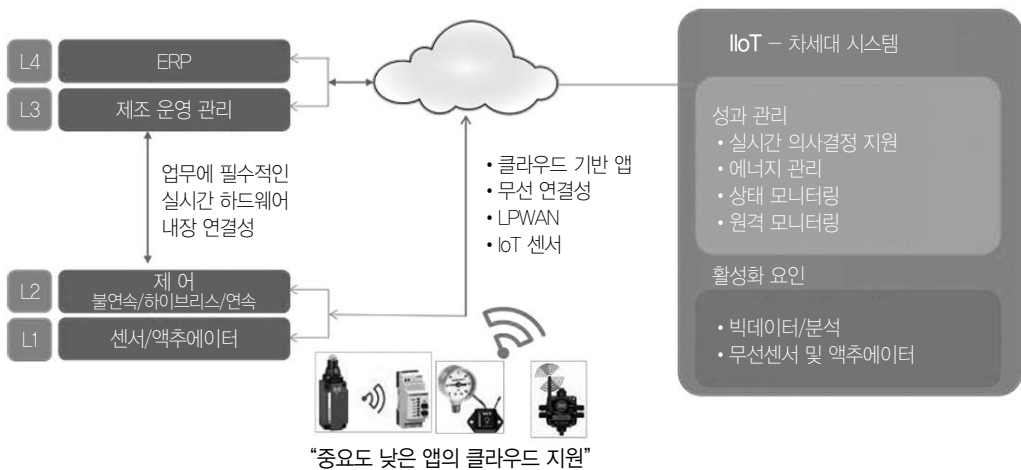 L4
ERP
L3
제조 운영 관리
업무에 필수적인
실시간 하드웨어
내장 연결성
L2
제 어
불연속/하이브리스/연속
L1
센서/액추에이터
• 클라우드 기반 앱
• 무선 연결성
• LPWAN
• IoT 센서
“중요도 낮은 앱의 클라우드 지원”
IIoT – 차세대 시스템
성과 관리
• 실시간 의사결정 지원
• 에너지 관리
• 상태 모니터링
• 원격 모니터링
활성화 요인
• 빅데이터/분석
• 무선센서 및 액추에이터